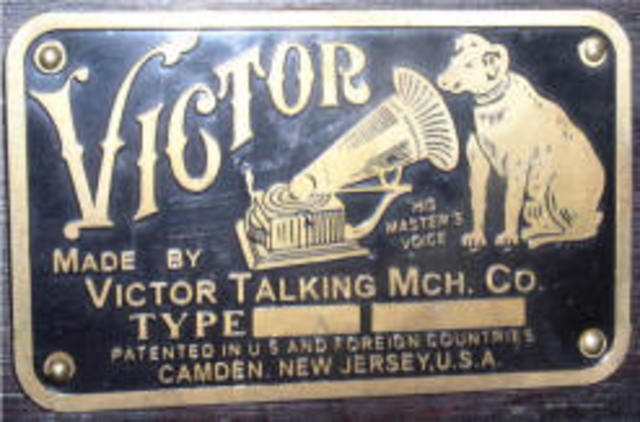 VICTOR
HIS
MASTER'S
VOICE
MADE BY
VICTOR TALKING MCH. CO.
TYPE
PATENTED IN U S AND FOREIGN COUNTRIES
CAMDEN. NEW JERSEY, U.S.A.